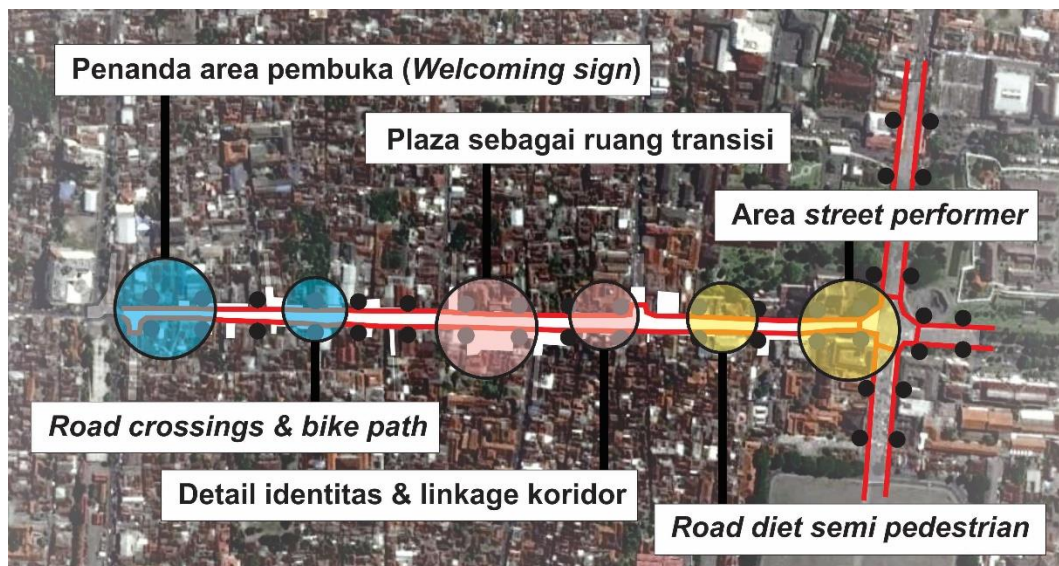 Penanda area pembuka (Welcoming sign)
Plaza sebagai ruang transisi
Area street performer
Road crossings & bike path
Detail identitas & linkage koridor
Road diet semi pedestrian